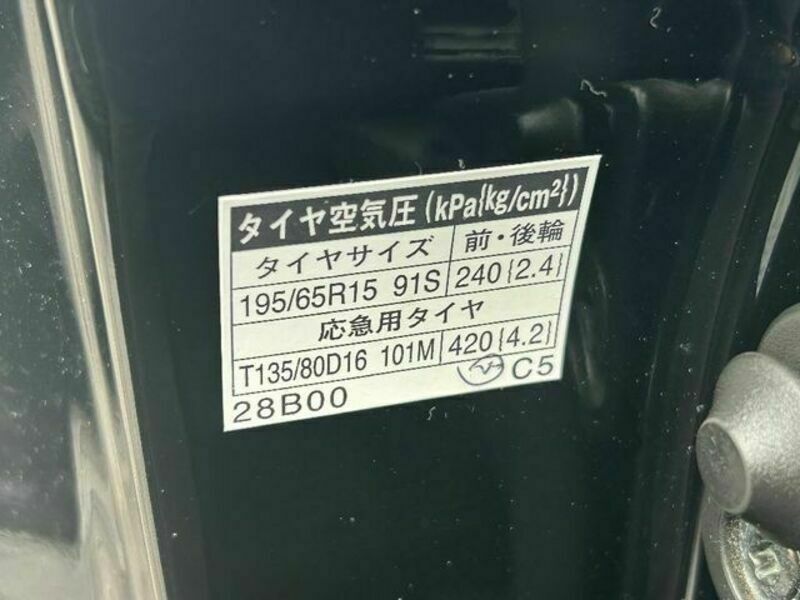 タイヤ空気圧(kPa{kg/cm²})
タイヤサイズ 前・後輪
195/65R15 91S 240{2.4}
応急用タイヤ
T135/80D16 101M 420{4.2}
28B00 C5